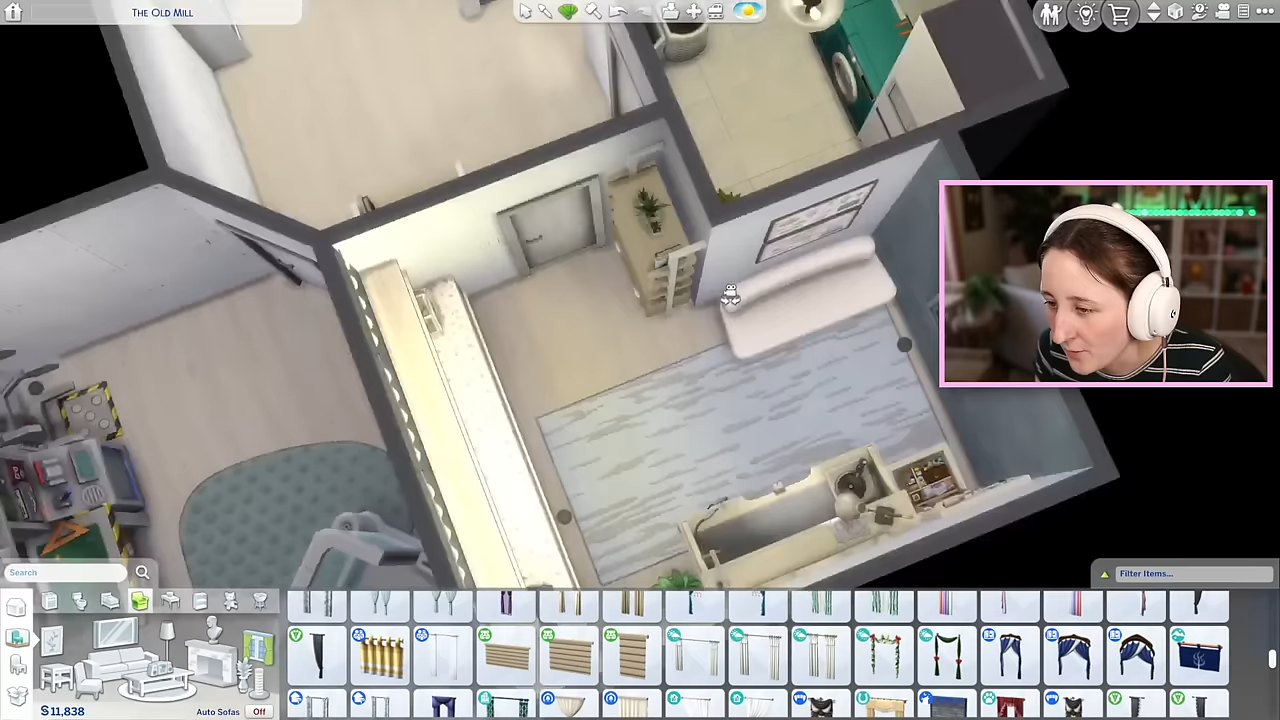 THE OLD MILL
Search
Filter Items...
$11,838
Auto Sofas
Off